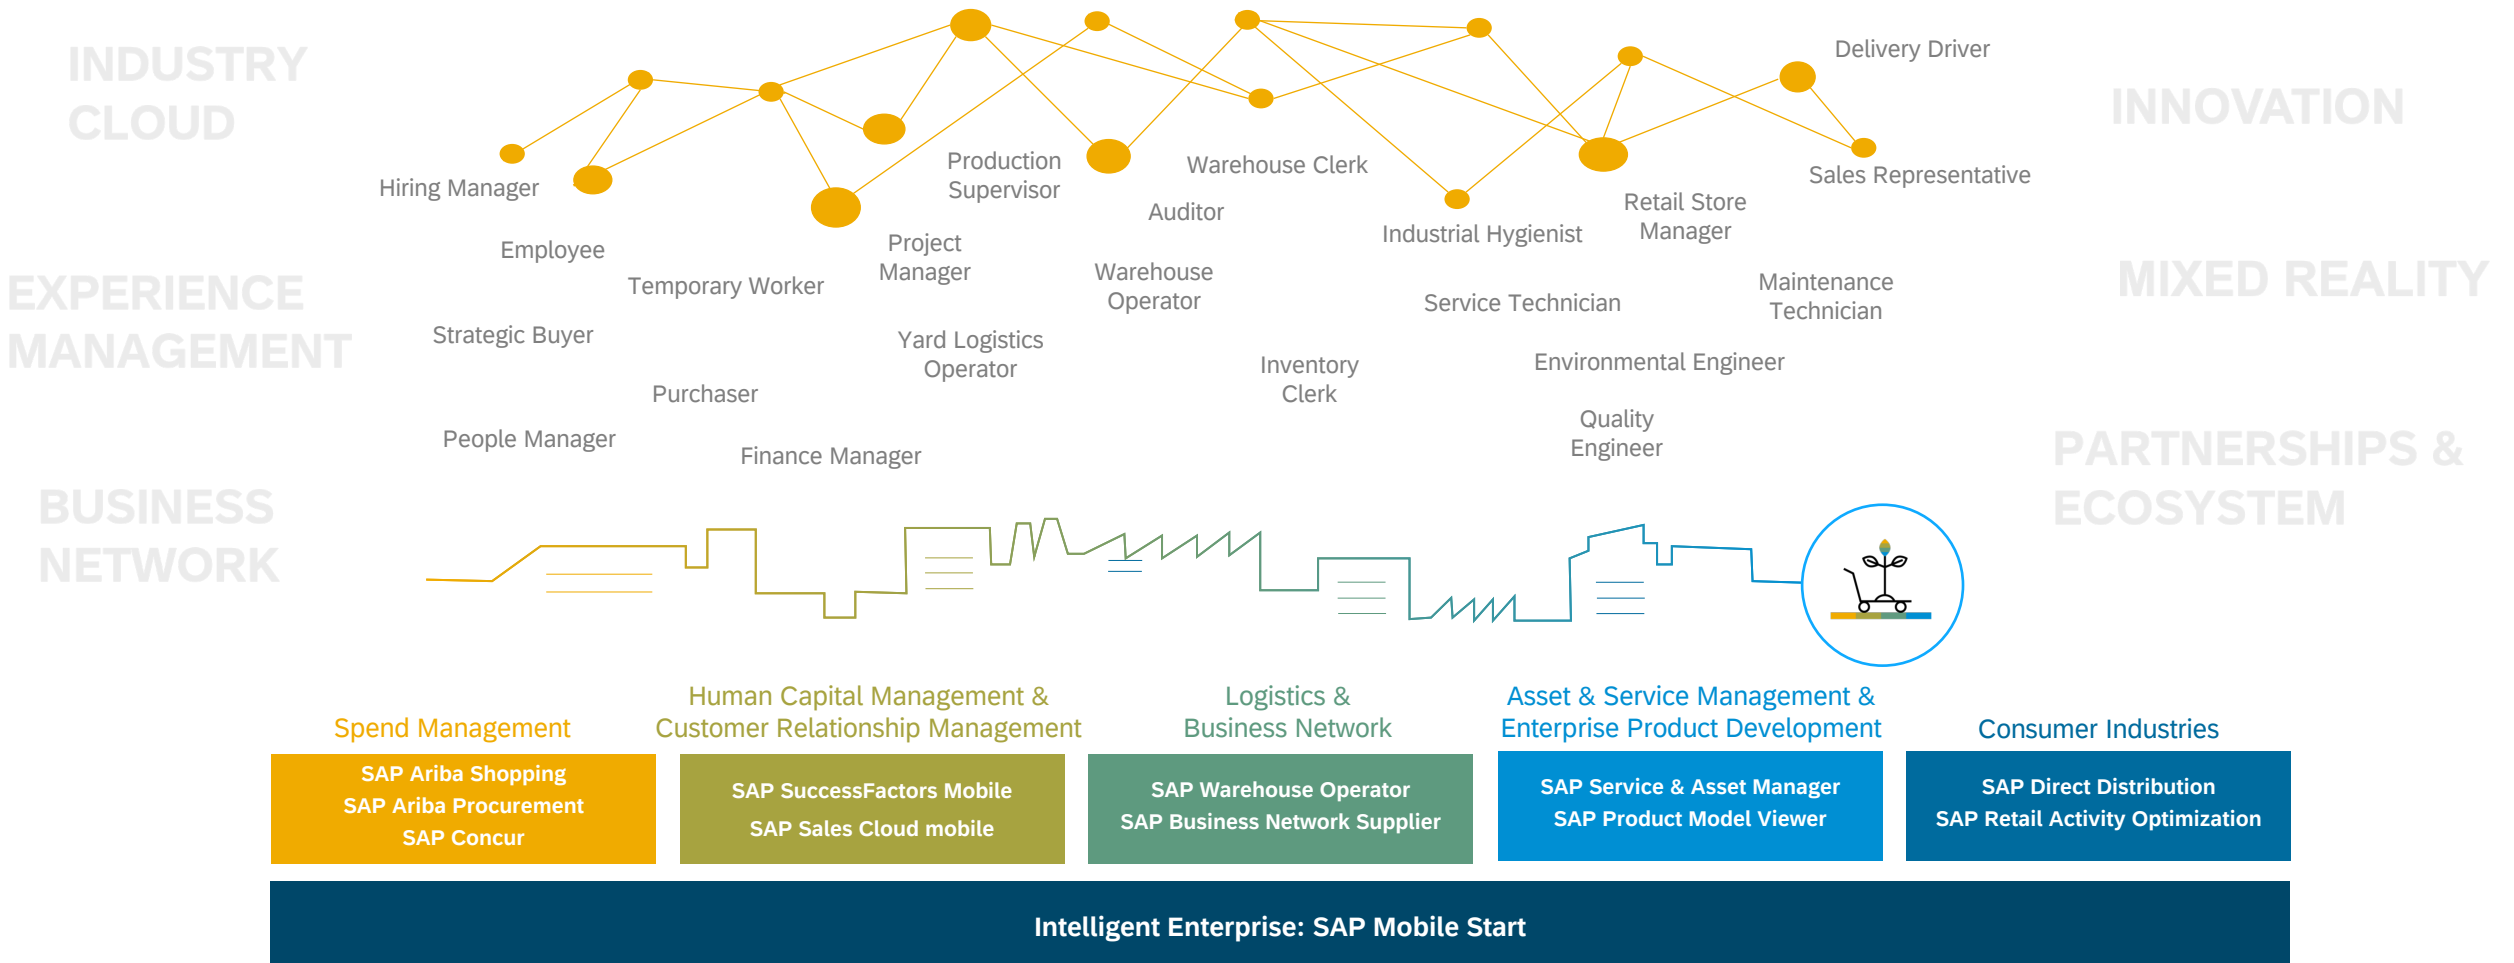 INDUSTRY
CLOUD
EXPERIENCE
MANAGEMENT
BUSINESS
NETWORK
Hiring Manager
Employee
Temporary Worker
Strategic Buyer
Purchaser
People Manager
Finance Manager
Production
Supervisor
Project
Manager
Yard Logistics
Operator
Warehouse Clerk
Auditor
Warehouse
Operator
Inventory
Clerk
Industrial Hygienist
Service Technician
Environmental Engineer
Quality
Engineer
Retail Store
Manager
Maintenance
Technician
Delivery Driver
Sales Representative
INNOVATION
MIXED REALITY
PARTNERSHIPS &
ECOSYSTEM
Spend Management
SAP Ariba Shopping
SAP Ariba Procurement
SAP Concur
Human Capital Management &
Customer Relationship Management
SAP SuccessFactors Mobile
SAP Sales Cloud mobile
Logistics &
Business Network
SAP Warehouse Operator
SAP Business Network Supplier
Asset & Service Management &
Enterprise Product Development
SAP Service & Asset Manager
SAP Product Model Viewer
Consumer Industries
SAP Direct Distribution
SAP Retail Activity Optimization
Intelligent Enterprise: SAP Mobile Start